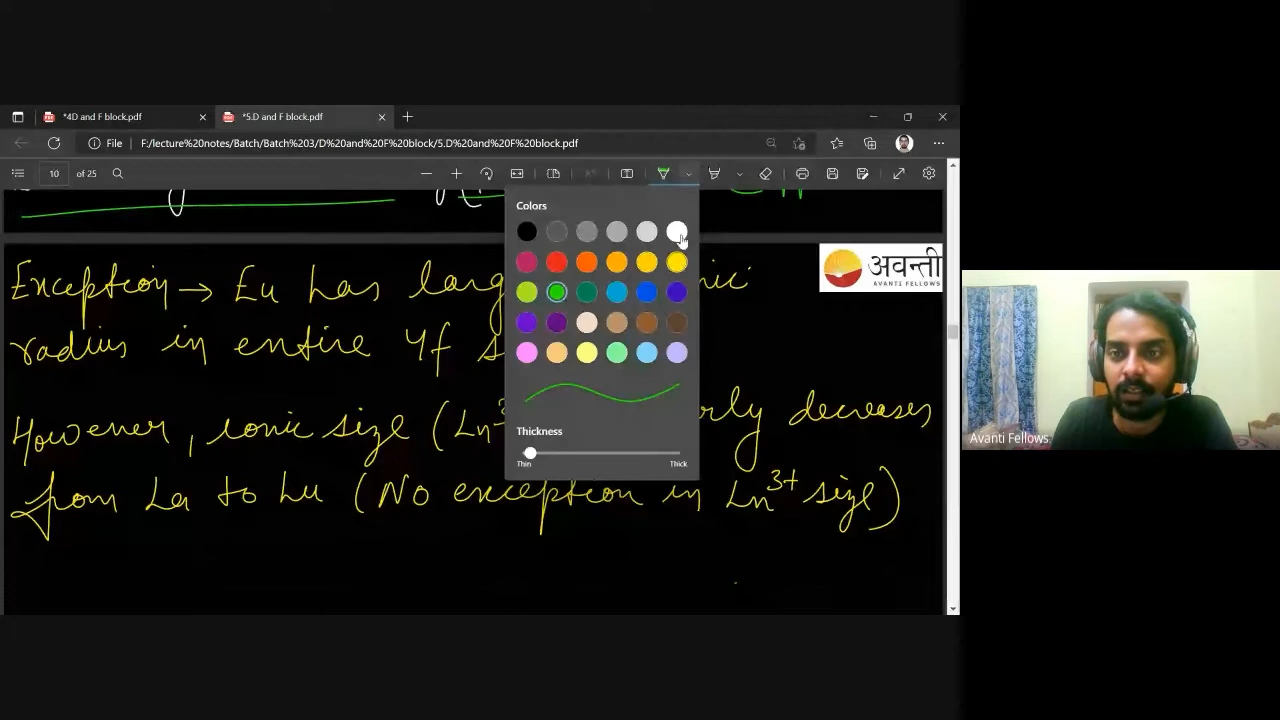 *4D and F block.pdf
*5.D and F block.pdf
File
F:/lecture%20notes/Batch/Batch%203/D%20and%20F%20block/5.D%20and%20F%20block.pdf
10 of 25
Colors
Exception → Eu has larg nic
अवन्ती
AVANTI FELLOWS
radius in entire 4f s
However, ionic size (Ln³ rly decreases
Thickness
Thin Thick
from La to Lu (No exception in Ln³⁺ size)
Avanti Fellows